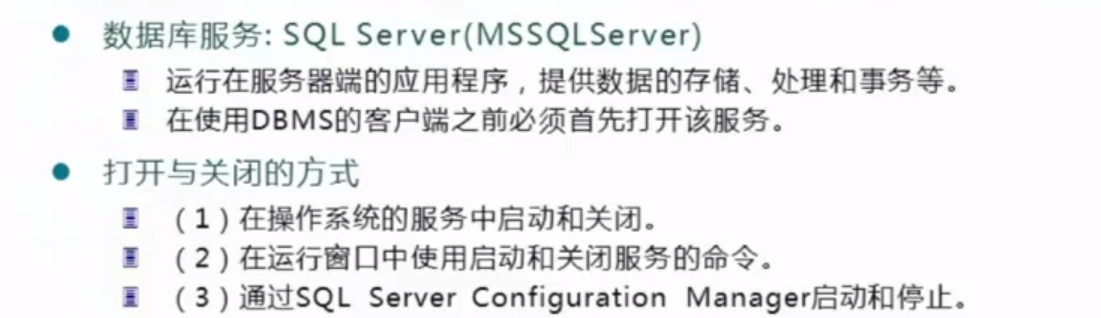 数据库服务: SQL Server(MSSQLServer)
运行在服务器端的应用程序，提供数据的存储、处理和事务等。
在使用DBMS的客户端之前必须首先打开该服务。
打开与关闭的方式
（1）在操作系统的服务中启动和关闭。
（2）在运行窗口中使用启动和关闭服务的命令。
（3）通过SQL Server Configuration Manager启动和停止。